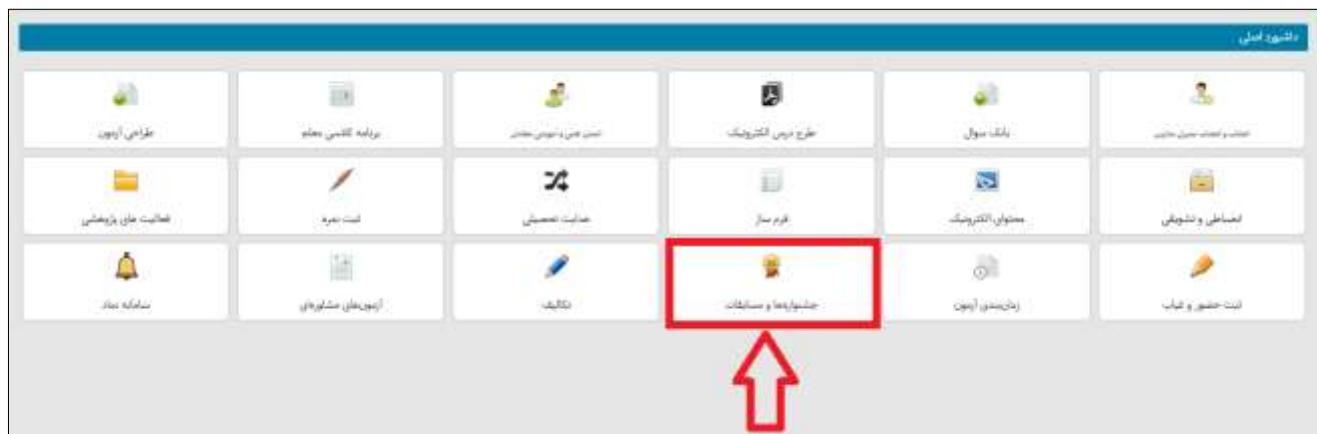 داشبورد اصلی
بانک سوال
طرح درس الکترونیک
برنامه کلاسی معلم
طراحی آزمون
انضباطی و تشویقی
محتوای الکترونیک
فرم ساز
هدایت تحصیلی
ثبت نمره
فعالیت های پژوهشی
ثبت حضور و غیاب
زمان‌بندی آزمون
جشنواره‌ها و مسابقات
تکالیف
آزمون‌های مشاوره‌ای
سامانه نماد